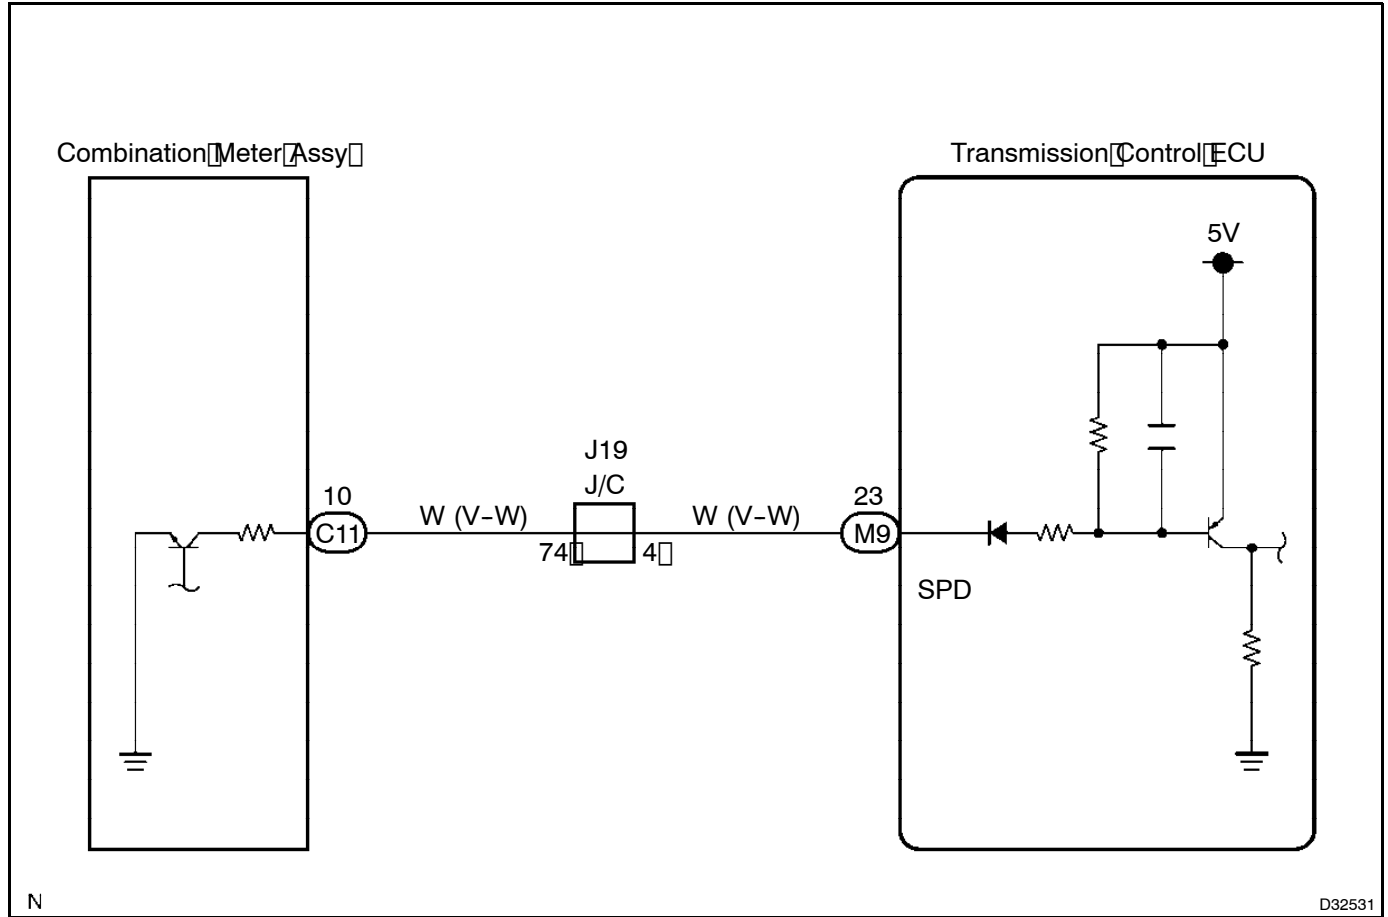 Combination Meter Assy
Transmission Control ECU
5V
J19
J/C
10
W (V-W)
W (V-W)
23
C11
M9
74
4
SPD
N
D32531